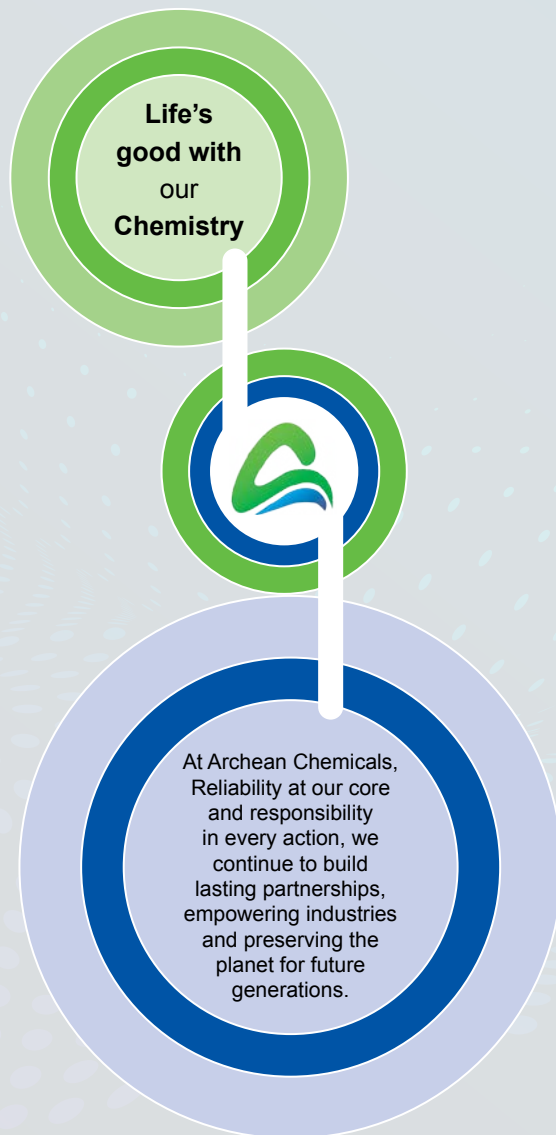 Life’s
good with
our
Chemistry
At Archean Chemicals,
Reliability at our core
and responsibility
in every action, we
continue to build
lasting partnerships,
empowering industries
and preserving the
planet for future
generations.